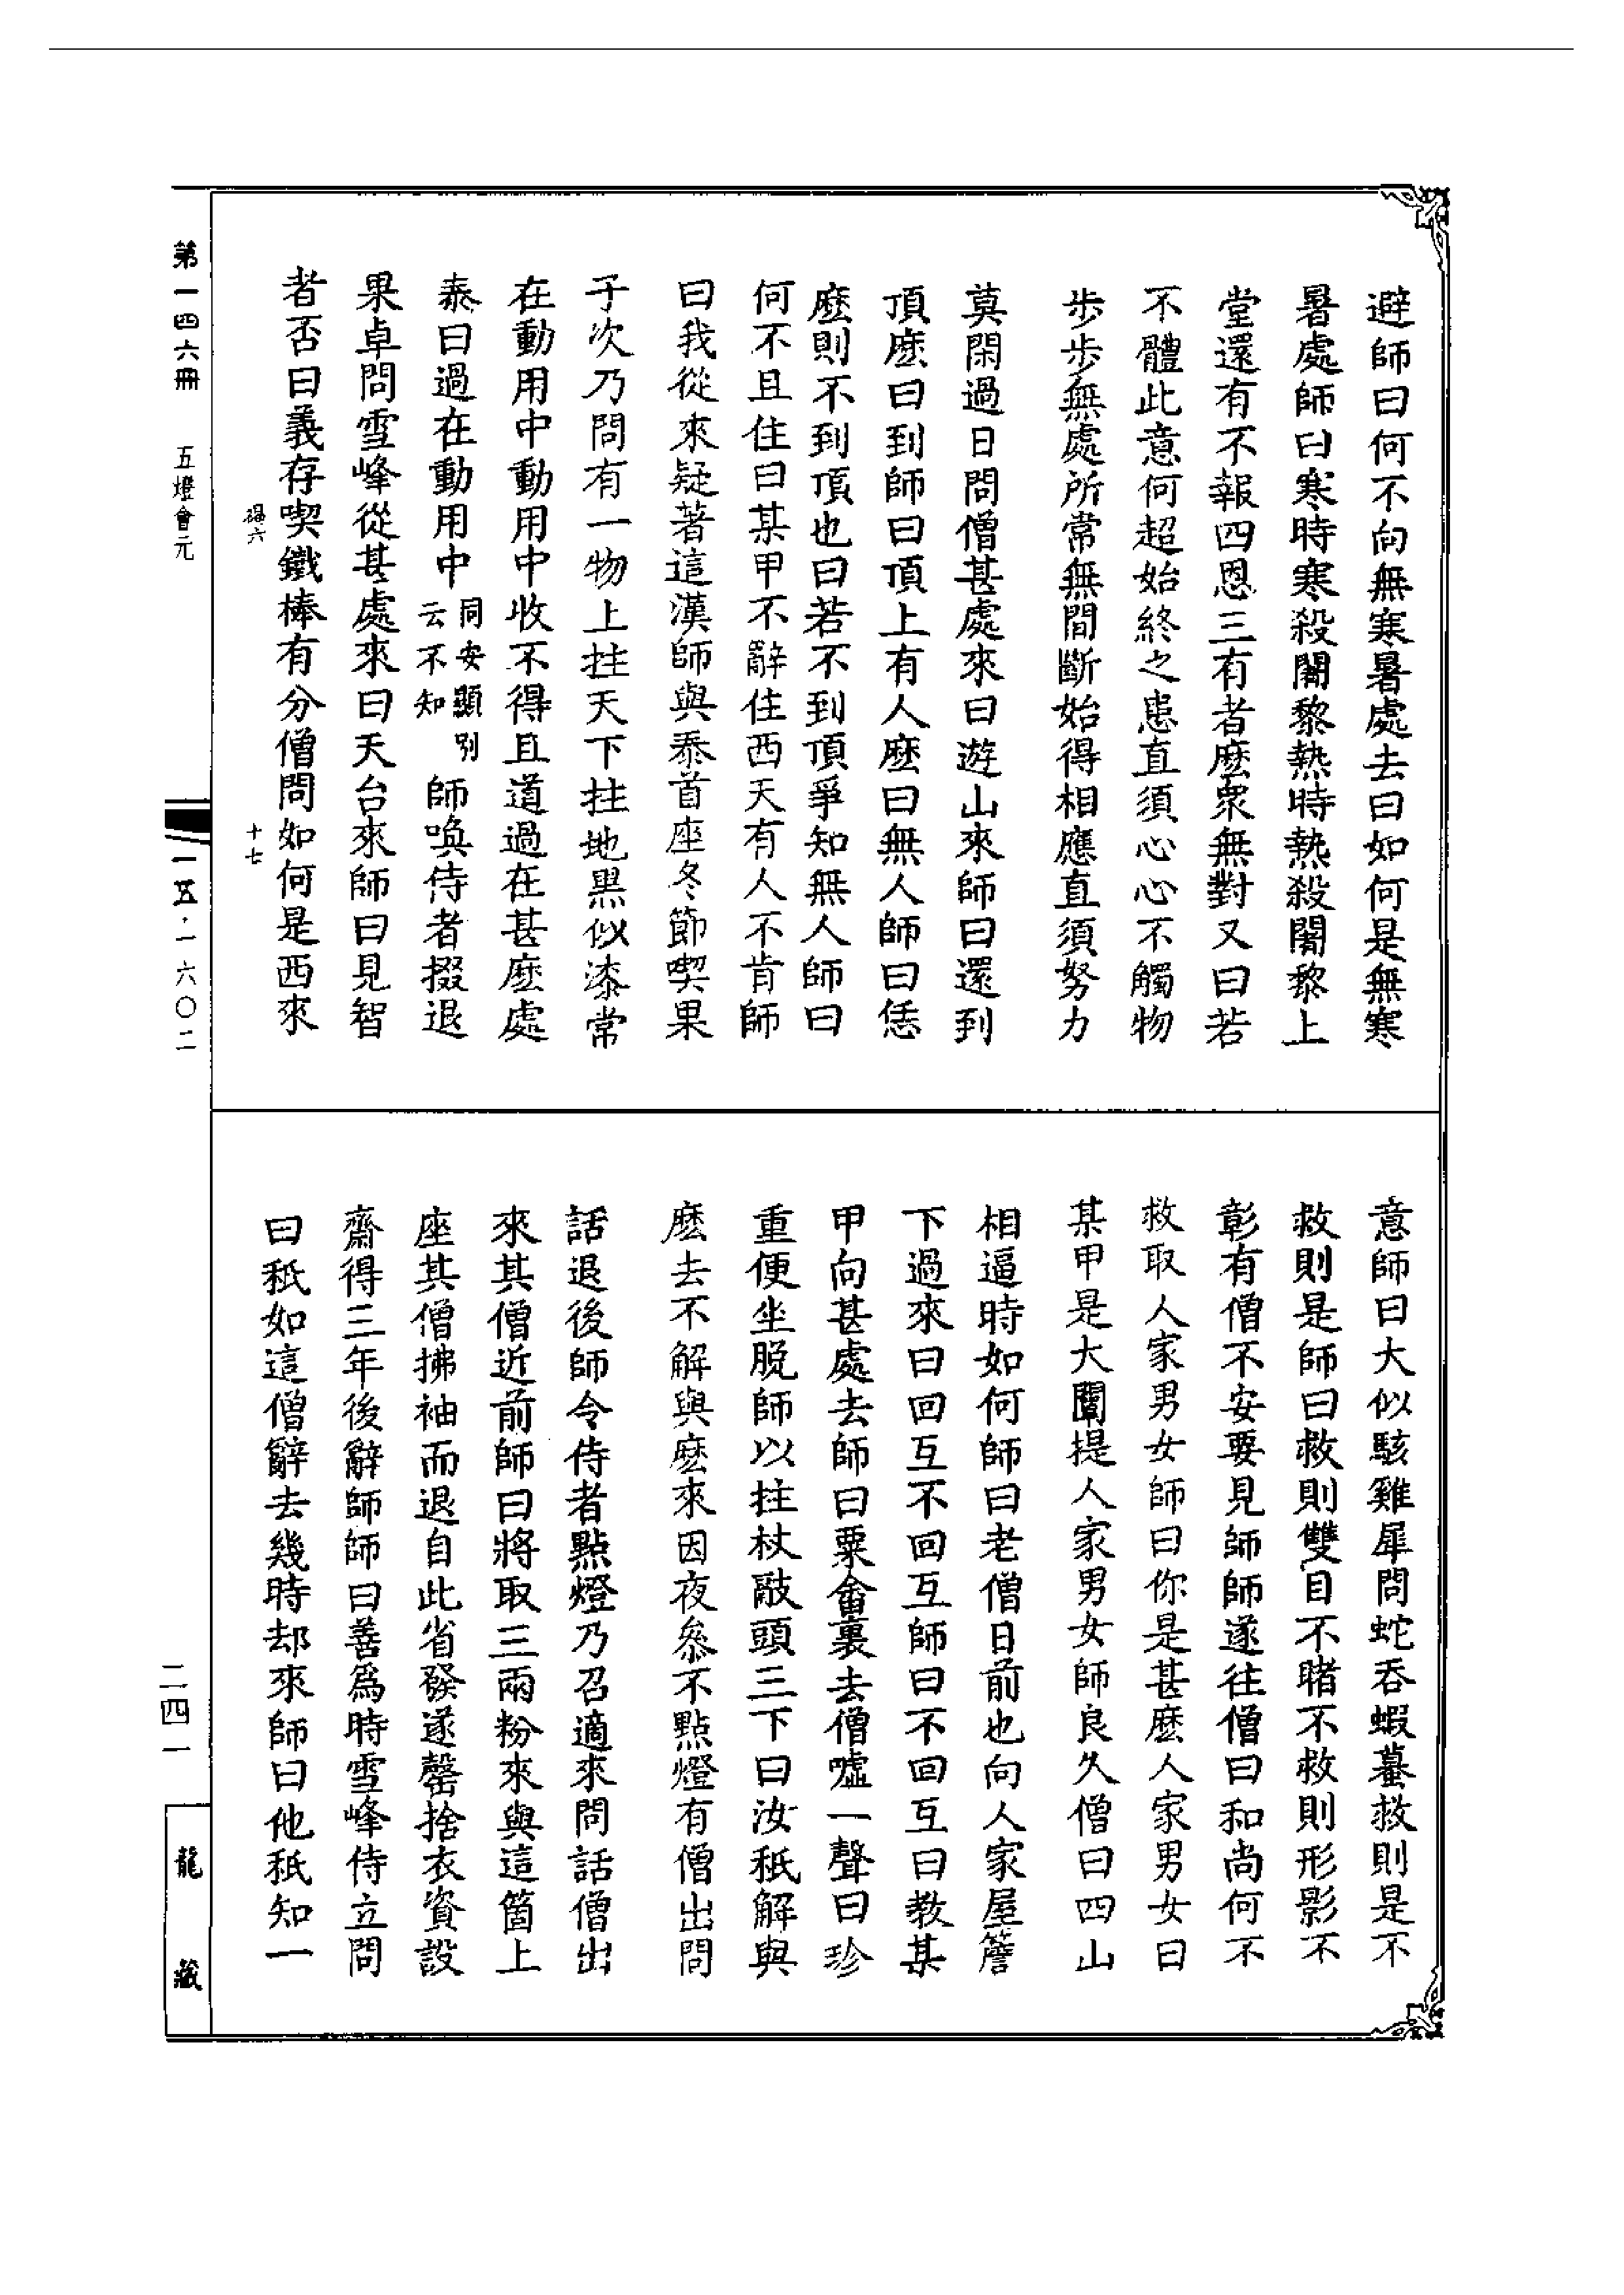 避師曰何不向無寒暑處去曰如何是無寒
暑處師曰寒時寒殺闍黎熱時熱殺闍黎上
堂還有不報四恩三有者麽衆無對又曰若
不體此意何超始終之患直須心心不觸物
步步無處所常無間斷始得相應直須努力
莫閑過日問僧甚處來曰遊山來師曰還到
頂麽曰到師曰頂上有人麽曰無人師曰恁
麽則不到頂也曰若不到頂爭知無人師曰
何不且住曰某甲不辭住西天有人不肯師
曰我從來疑著這漢師與泰首座冬節喫果
子次乃問有一物上拄天下拄地黑似漆常
在動用中動用中收不得且道過在甚麽處
泰曰過在動用中同安顯別云不知師喚侍者掇退
果卓問雪峰從甚處來曰天台來師曰見智
者否曰義存喫鐵棒有分僧問如何是西來
十七
第一四六冊 五燈會元
一五·一六〇二
意師曰大似駭雞犀問蛇吞蝦蟇救則是不
救則是師曰救則雙目不睹不救則形影不
彰有僧不安要見師師遂往僧曰和尚何不
救取人家男女師曰你是甚麽人家男女曰
某甲是大闡提人家男女師良久僧曰四山
相逼時如何師曰老僧日前也向人家屋簷
下過來曰回互不回互師曰不回互曰教某
甲向甚處去師曰粟畬裏去僧噓一聲曰珍
重便坐脫師以拄杖敲頭三下曰汝秖解與
麽去不解與麽來因夜叅不點燈有僧出問
話退後師令侍者點燈乃召適來問話僧出
來其僧近前師曰將取三兩粉來與這箇上
座其僧拂袖而退自此省發遂罄捨衣資設
齋得三年後辭師師曰善爲時雪峰侍立問
曰秖如這僧辭去幾時却來師曰他秖知一
二四一
龍藏